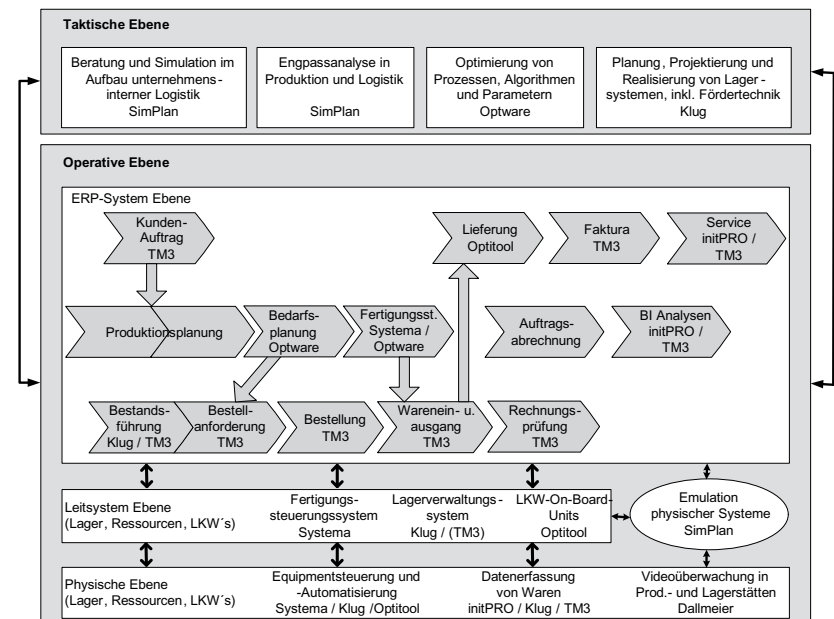 Taktische Ebene
Beratung und Simulation im
Aufbau unternehmens-
interner Logistik
SimPlan
Engpassanalyse in
Produktion und Logistik
SimPlan
Optimierung von
Prozessen, Algorithmen
und Parametern
Optware
Planung, Projektierung und
Realisierung von Lager-
systemen, inkl. Fördertechnik
Klug
Operative Ebene
ERP-System Ebene
Kunden-
Auftrag
TM3
Lieferung
Optitool
Faktura
TM3
Service
initPRO /
TM3
Produktionsplanung
Bedarfs-
planung
Optware
Fertigungsst.
Systema /
Optware
Auftrags-
abrechnung
BI Analysen
initPRO /
TM3
Bestands-
führung
Klug / TM3
Bestell-
anforderung
TM3
Bestellung
TM3
Warenein- u.
ausgang
TM3
Rechnungs-
prüfung
TM3
Leitsystem Ebene
(Lager, Ressourcen, LKW´s)
Fertigungs-
steuerungssystem
Systema
Lagerverwaltungs-
system
Klug / (TM3)
LKW-On-Board-
Units
Optitool
Emulation
physischer Systeme
SimPlan
Physische Ebene
(Lager, Ressourcen, LKW´s)
Equipmentsteuerung und
-Automatisierung
Systema / Klug /Optitool
Datenerfassung
von Waren
initPRO / Klug / TM3
Videoüberwachung in
Prod.- und Lagerstätten
Dallmeier